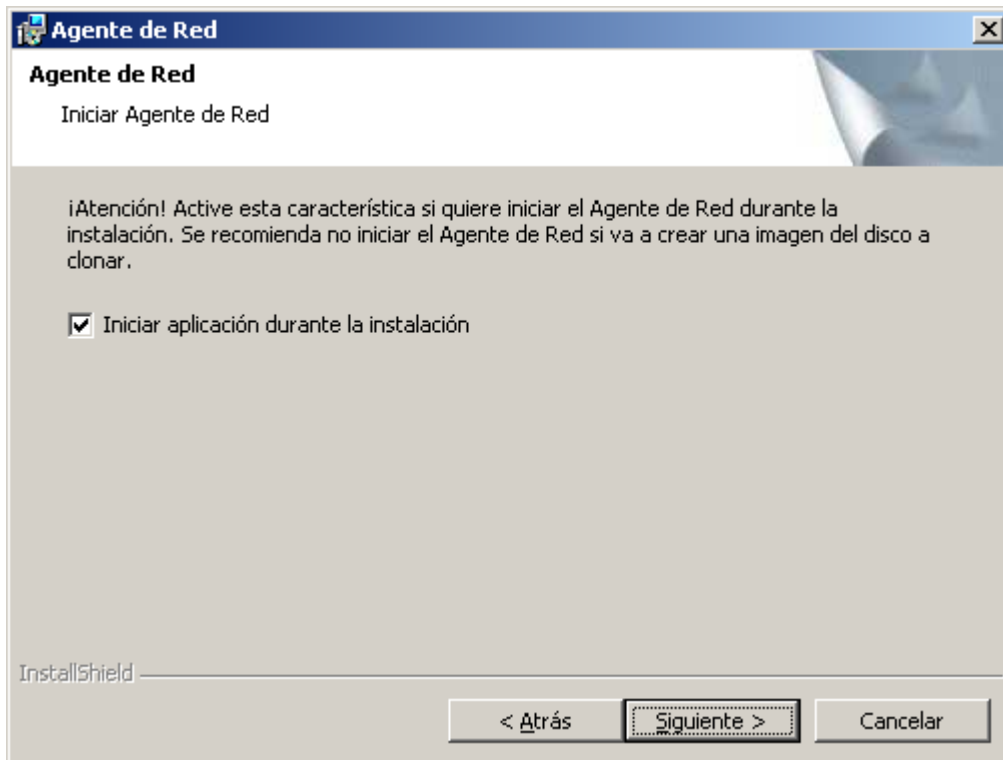 Agente de Red
Agente de Red
Iniciar Agente de Red
¡Atención! Active esta característica si quiere iniciar el Agente de Red durante la
instalación. Se recomienda no iniciar el Agente de Red si va a crear una imagen del disco a
clonar.
Iniciar aplicación durante la instalación
InstallShield
< Atrás
Siguiente >
Cancelar